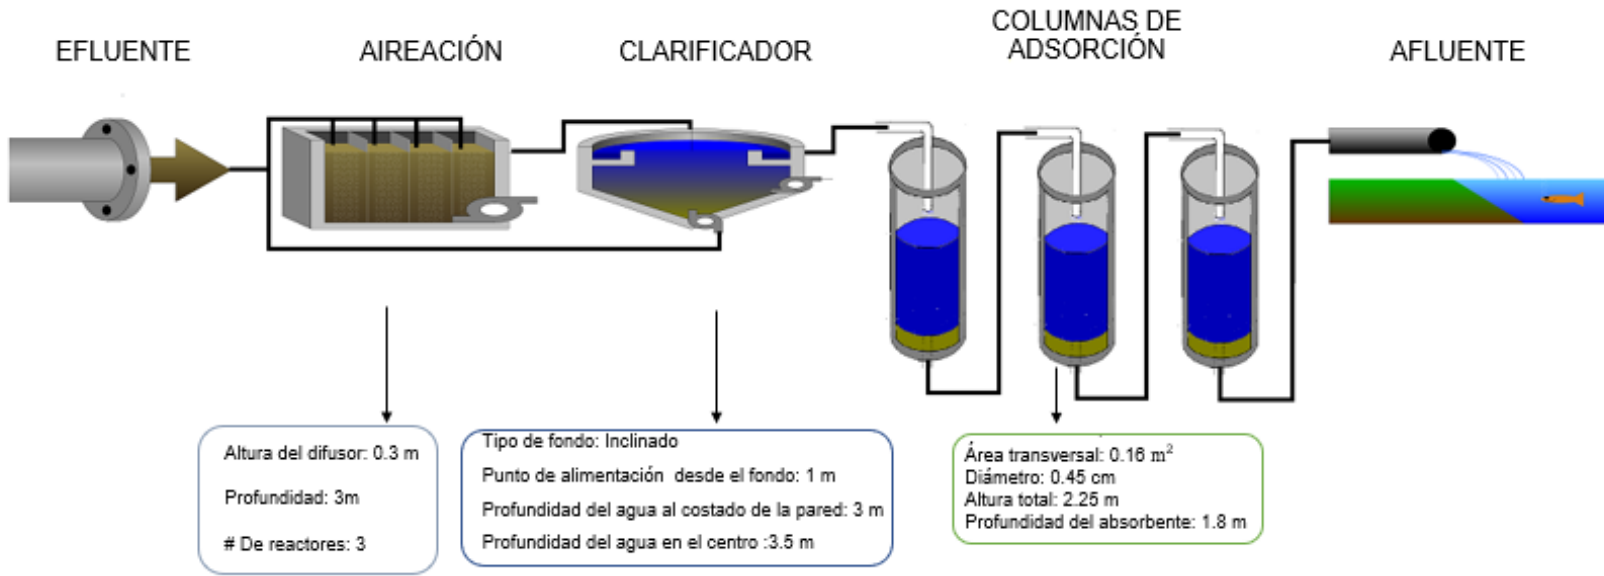 EFLUENTE
AIREACIÓN
CLARIFICADOR
COLUMNAS DE
ADSORCIÓN
AFLUENTE
Altura del difusor: 0.3 m
Profundidad: 3m
# De reactores: 3
Tipo de fondo: Inclinado
Punto de alimentación desde el fondo: 1 m
Profundidad del agua al costado de la pared: 3 m
Profundidad del agua en el centro :3.5 m
Área transversal: 0.16 m²
Diámetro: 0.45 cm
Altura total: 2.25 m
Profundidad del absorbente: 1.8 m